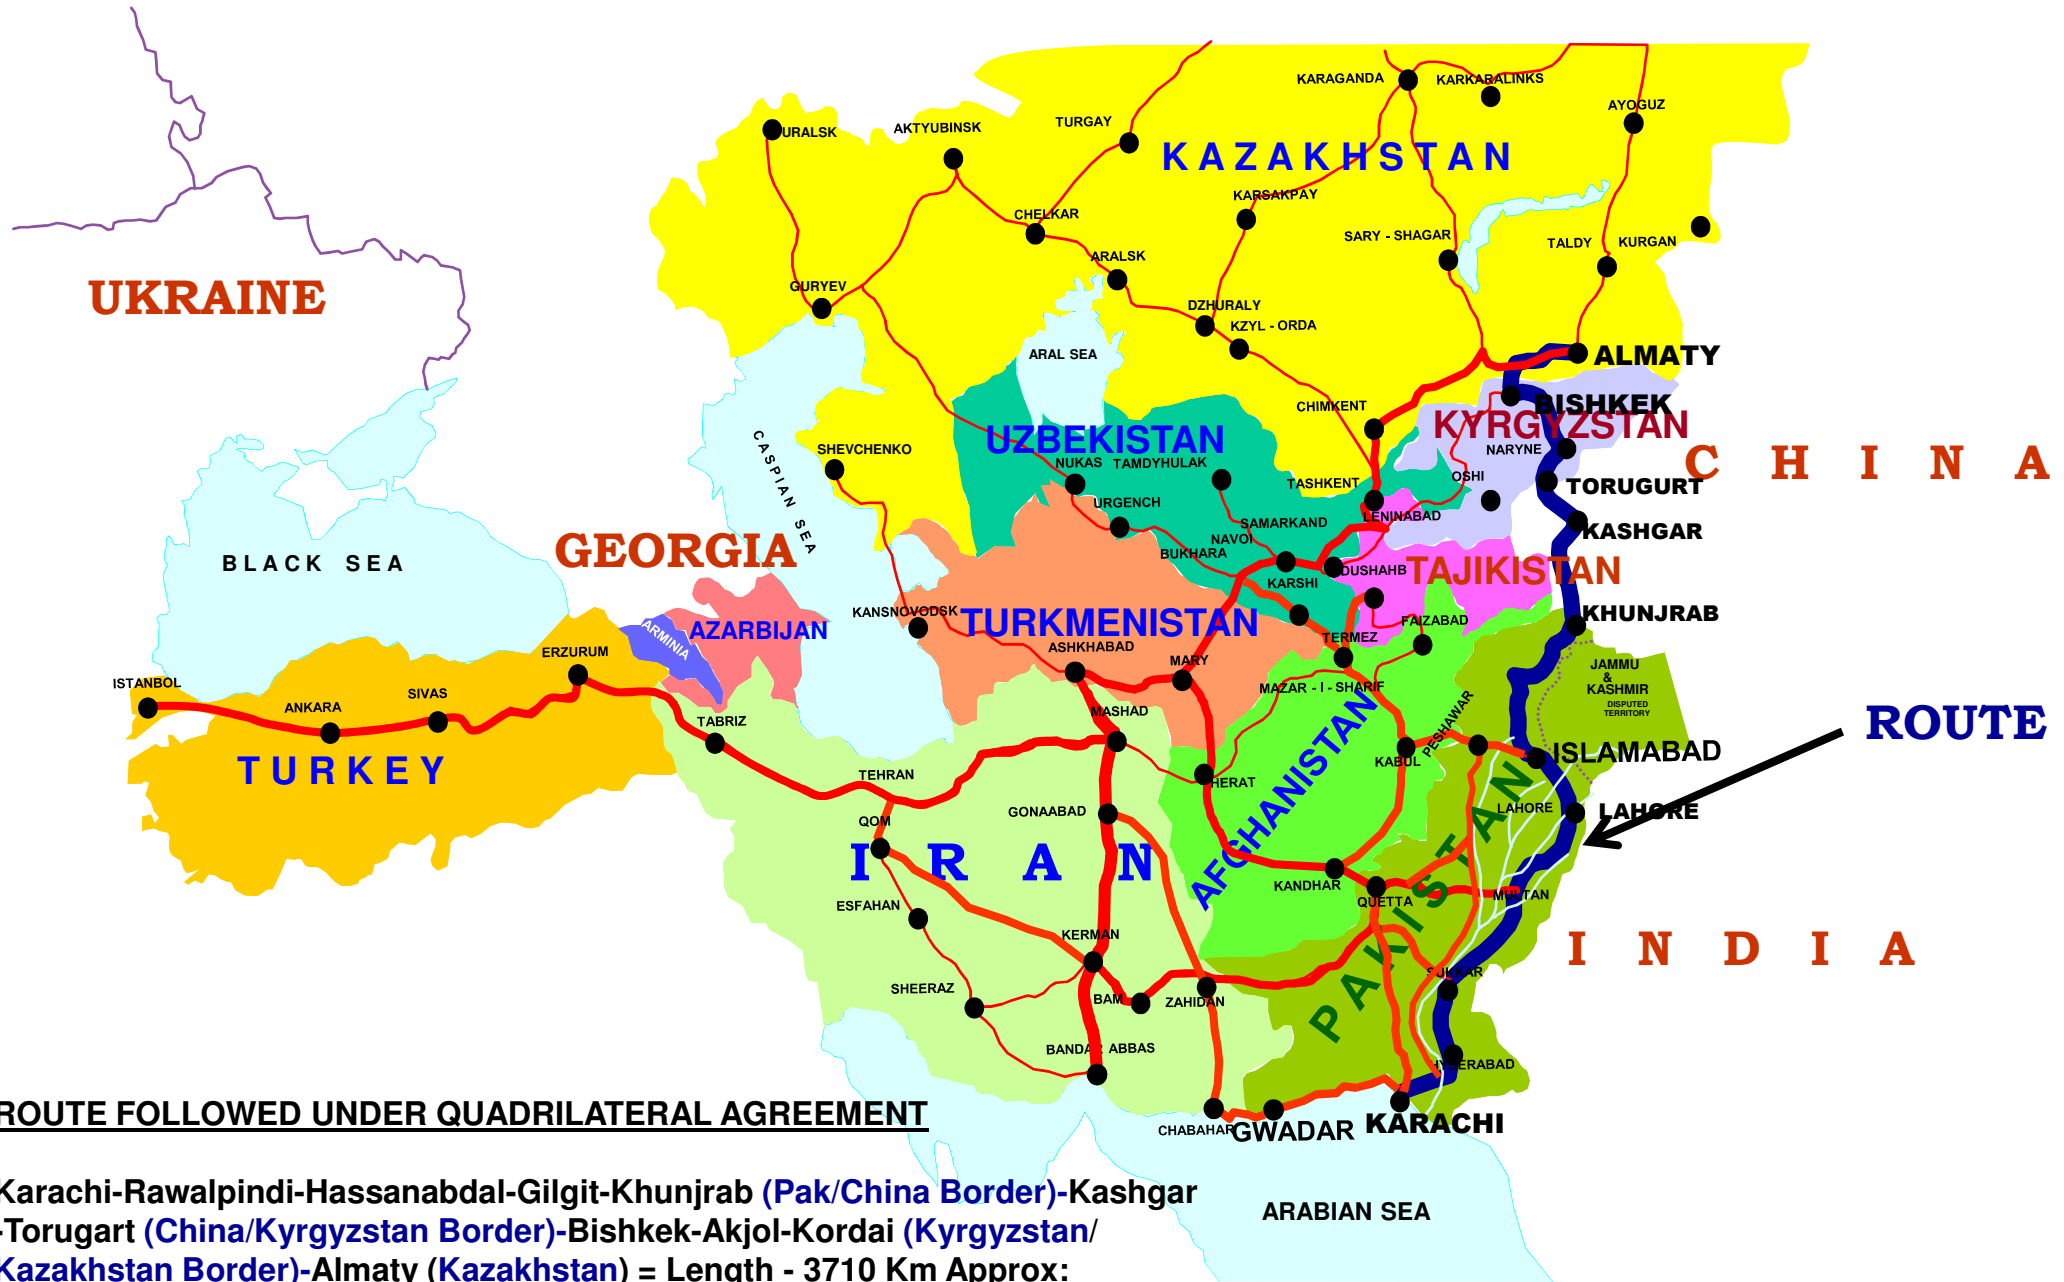 KARAGANDA
KARKARALINKS
AYOGUZ
URALSK
AKTYUBINSK
TURGAY
KAZAKHSTAN
KARSAKPAY
CHELKAR
SARY - SHAGAR
TALDY KURGAN
ARALSK
UKRAINE
GURYEV
DZHURALY
KZYL - ORDA
ARAL SEA
ALMATY
CHIMKENT
BISHKEK
KYRGYZSTAN
UZBEKISTAN
CASPIAN SEA
SHEVCHENKO
NARYNE
CHINA
NUKAS
TAMDYHULAK
OSHI
TASHKENT
TORUGURT
URGENCH
LENINABAD
SAMARKAND
KASHGAR
NAVOI
GEORGIA
BUKHARA
BLACK SEA
DUSHAHB
TAJIKISTAN
KARSHI
KANSNOVODSK
TURKMENISTAN
KHUNJRAB
FAIZABAD
AZARBIJAN
ARMINIA
TERMEZ
ASHKHABAD
ERZURUM
MARY
JAMMU
&
KASHMIR
DISPUTED
TERRITORY
ISTANBOL
SIVAS
MAZAR - I - SHARIF
ANKARA
MASHAD
PESHAWAR
TABRIZ
ROUTE
ISLAMABAD
KABUL
TURKEY
TEHRAN
HERAT
AFGHANISTAN
GONAABAD
LAHORE
LAHORE
QOM
IRAN
PAKISTAN
KANDHAR
QUETTA
MULTAN
ESFAHAN
KERMAN
INDIA
SUKKAR
SHEERAZ
BAM
ZAHIDAN
BANDAR ABBAS
HYDERABAD
ROUTE FOLLOWED UNDER QUADRILATERAL AGREEMENT
CHABAHAR
GWADAR
KARACHI
Karachi-Rawalpindi-Hassanabdal-Gilgit-Khunjrab (Pak/China Border)-Kashgar
-Torugart (China/Kyrgyzstan Border)-Bishkek-Akjol-Kordai (Kyrgyzstan/
Kazakhstan Border)-Almaty (Kazakhstan) = Length - 3710 Km Approx:
ARABIAN SEA